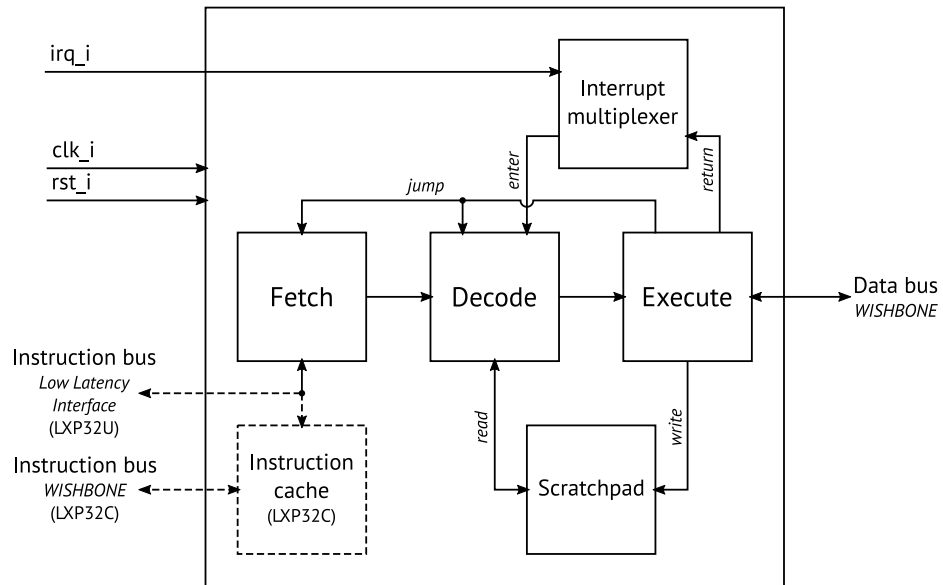 irq_i
Interrupt
multiplexer
clk_i
rst_i
jump
enter
return
Fetch
Decode
Execute
Data bus
WISHBONE
Instruction bus
Low Latency
Interface
(LXP32U)
read
write
Instruction bus
WISHBONE
(LXP32C)
Instruction
cache
(LXP32C)
Scratchpad